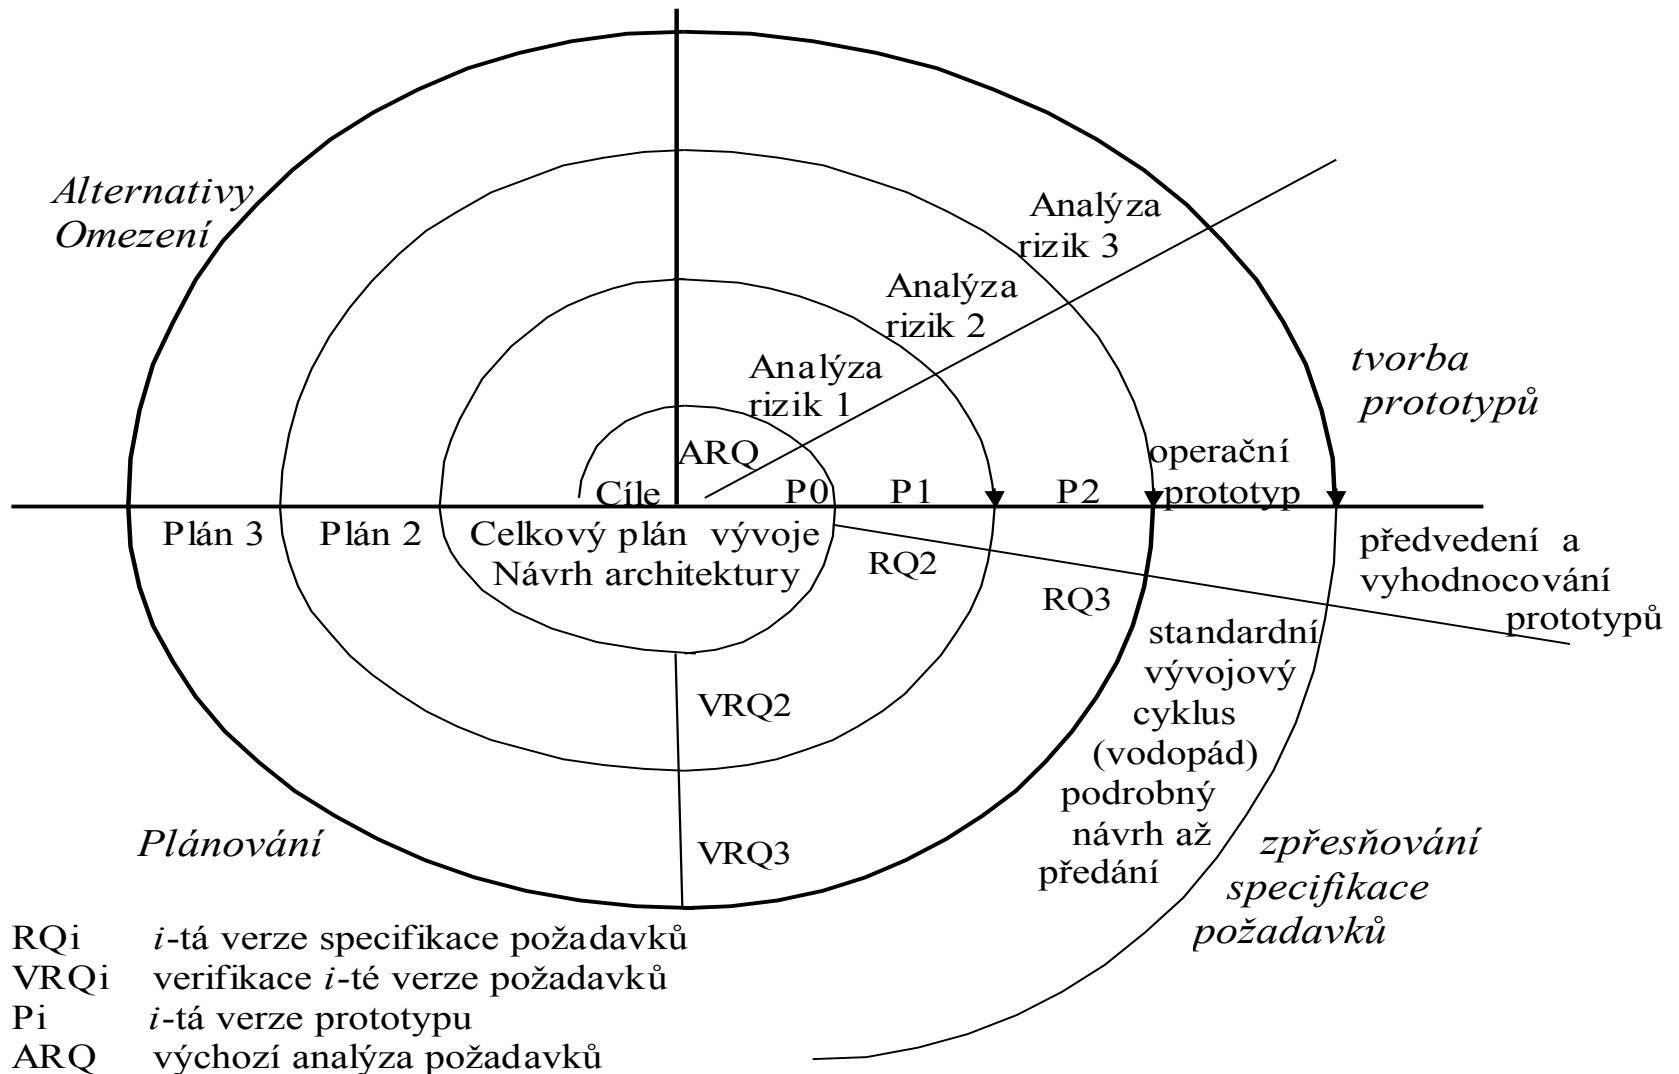 Alternativy
Omezení
Analýza
rizik 3
Analýza
rizik 2
Analýza
rizik 1
tvorba
prototypů
ARQ
operační
prototyp
Cíle
P0
P1
P2
Plán 3
Plán 2
Celkový plán vývoje
Návrh architektury
RQ2
RQ3
předvedení a
vyhodnocování
prototypů
standardní
vývojový
cyklus
(vodopád)
podrobný
návrh až
předání
VRQ2
VRQ3
Plánování
zpřesňování
specifikace
požadavků
RQi i-tá verze specifikace požadavků
VRQi verifikace i-té verze požadavků
Pi i-tá verze prototypu
ARQ výchozí analýza požadavků